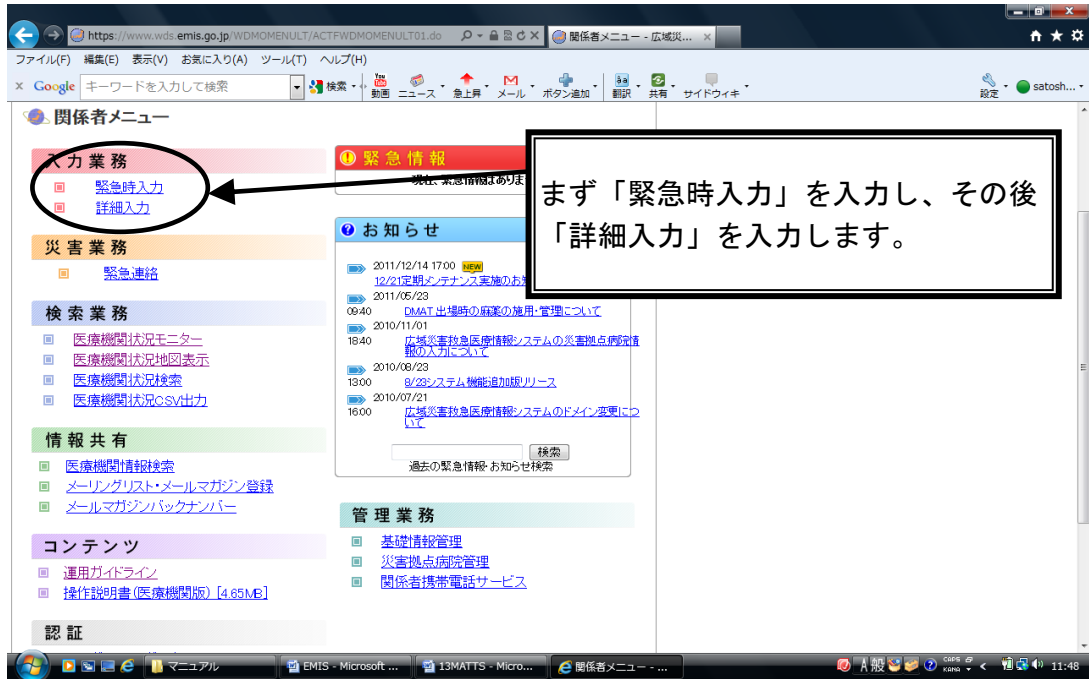 https://www.wds.emis.go.jp/WDMOMENULT/ACTFWDMOMENULT01.do
関係者メニュー - 広域災...
ファイル(F) 編集(E) 表示(V) お気に入り(A) ツール(T) ヘルプ(H)
Google キーワードを入力して検索 検索 動画 ニュース 急上昇 メール ボタン追加 翻訳 共有 サイドウィキ 設定 satosh...
関係者メニュー
入力業務
緊急時入力
詳細入力
災害業務
緊急連絡
検索業務
医療機関状況モニター
医療機関状況地図表示
医療機関状況検索
医療機関状況CSV出力
情報共有
医療機関情報検索
メーリングリスト・メールマガジン登録
メールマガジンバックナンバー
コンテンツ
運用ガイドライン
操作説明書(医療機関版) [4.65MB]
認証
緊急情報
現在、緊急情報はありま
お知らせ
2011/12/14 17:00 NEW
12/21定期メンテナンス実施のお知
2011/05/23
09:40 DMAT出場時の麻薬の施用・管理について
2010/11/01
18:40 広域災害救急医療情報システムの災害拠点病院情
報の入力について
2010/08/23
13:00 8/23システム機能追加版リリース
2010/07/21
16:00 広域災害救急医療情報システムのドメイン変更につ
いて
検索
過去の緊急情報・お知らせ検索
管理業務
基礎情報管理
災害拠点病院管理
関係者携帯電話サービス
まず「緊急時入力」を入力し、その後
「詳細入力」を入力します。
マニュアル EMIS - Microsoft ... 13MATTS - Micro... 関係者メニュー - ... A 般 CAPS KANA 11:48